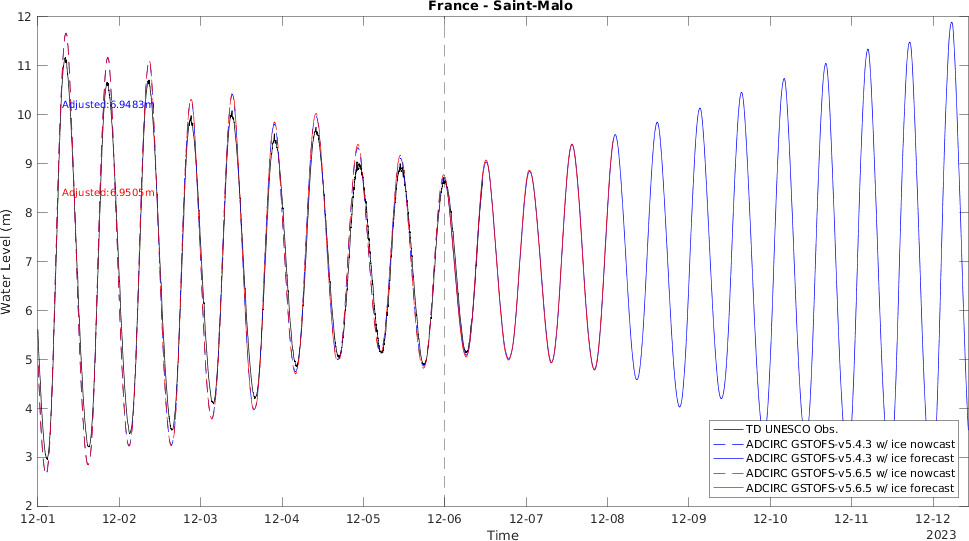 France - Saint-Malo
12
11
10
9
8
7
6
5
4
3
2
Water Level (m)
Adjusted:6.9483m
Adjusted:6.9505m
TD UNESCO Obs.
ADCIRC GSTOFS-v5.4.3 w/ ice nowcast
ADCIRC GSTOFS-v5.4.3 w/ ice forecast
ADCIRC GSTOFS-v5.6.5 w/ ice nowcast
ADCIRC GSTOFS-v5.6.5 w/ ice forecast
12-01 12-02 12-03 12-04 12-05 12-06 12-07 12-08 12-09 12-10 12-11 12-12
Time
2023